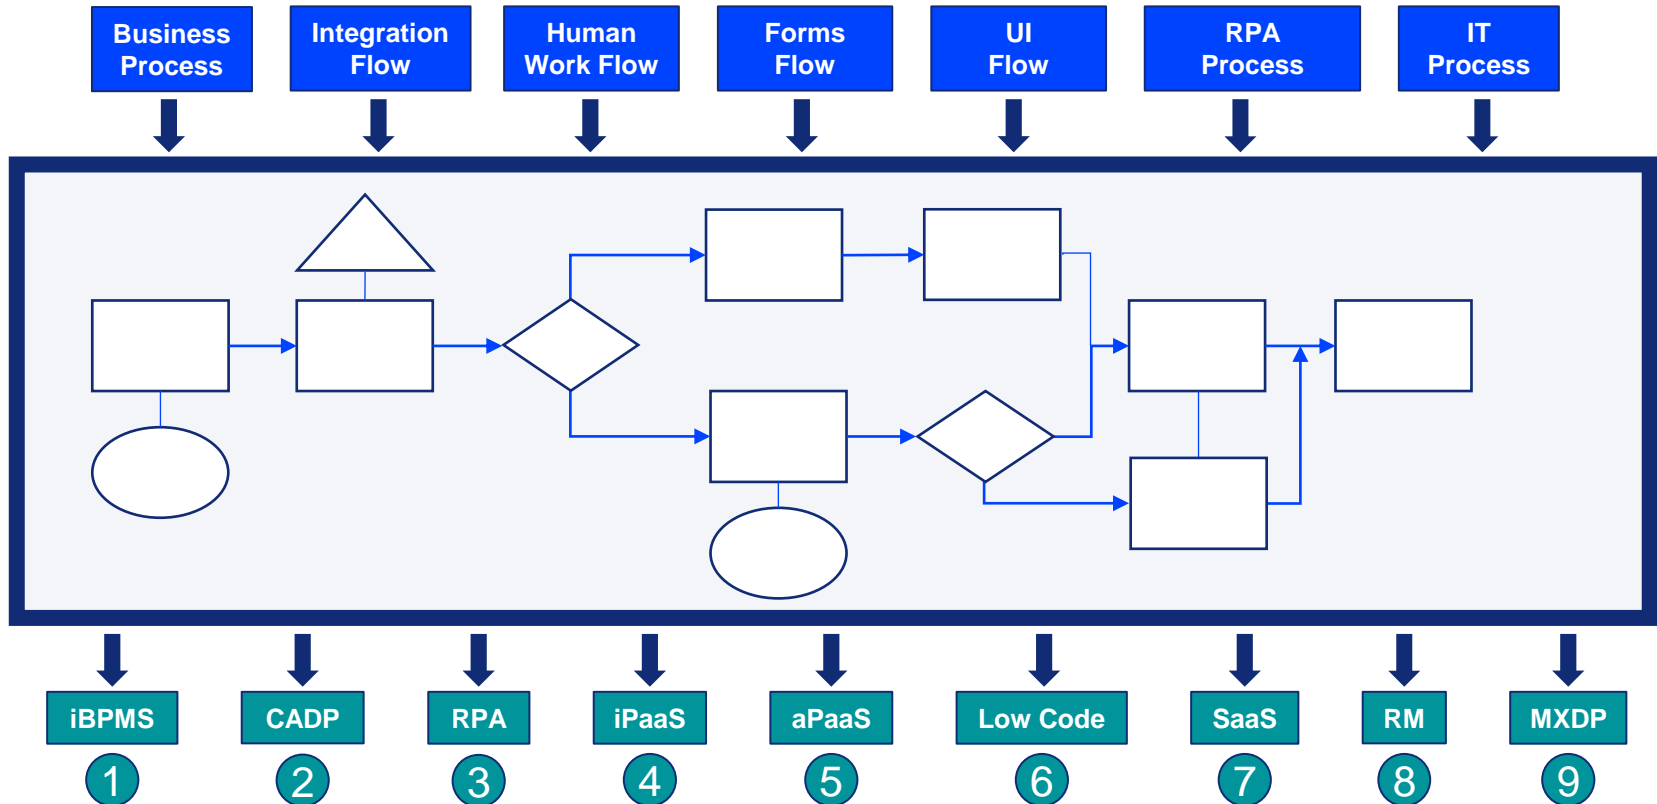 Business
Process
Integration
Flow
Human
Work Flow
Forms
Flow
UI
Flow
RPA
Process
IT
Process
iBPMS
CADP
RPA
iPaaS
aPaaS
Low Code
SaaS
RM
MXDP
1
2
3
4
5
6
7
8
9